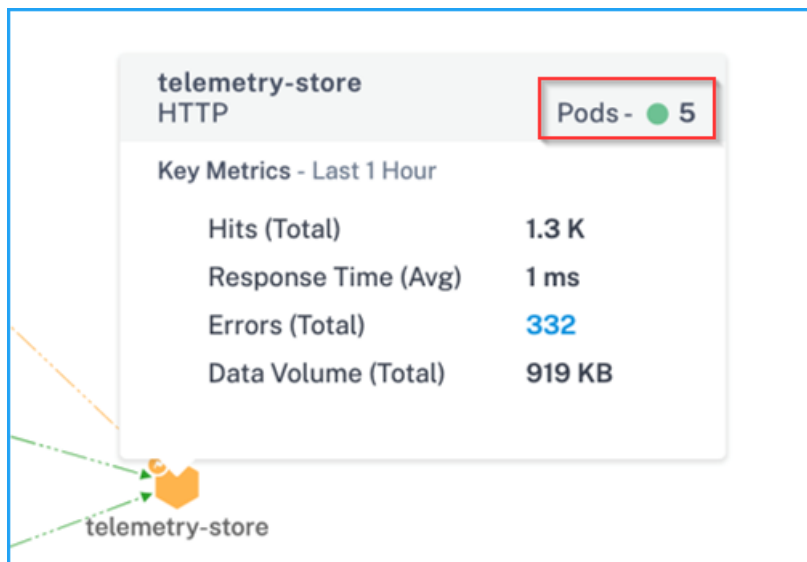 telemetry-store
HTTP
Pods - 5
Key Metrics - Last 1 Hour
Hits (Total) 1.3 K
Response Time (Avg) 1 ms
Errors (Total) 332
Data Volume (Total) 919 KB
telemetry-store